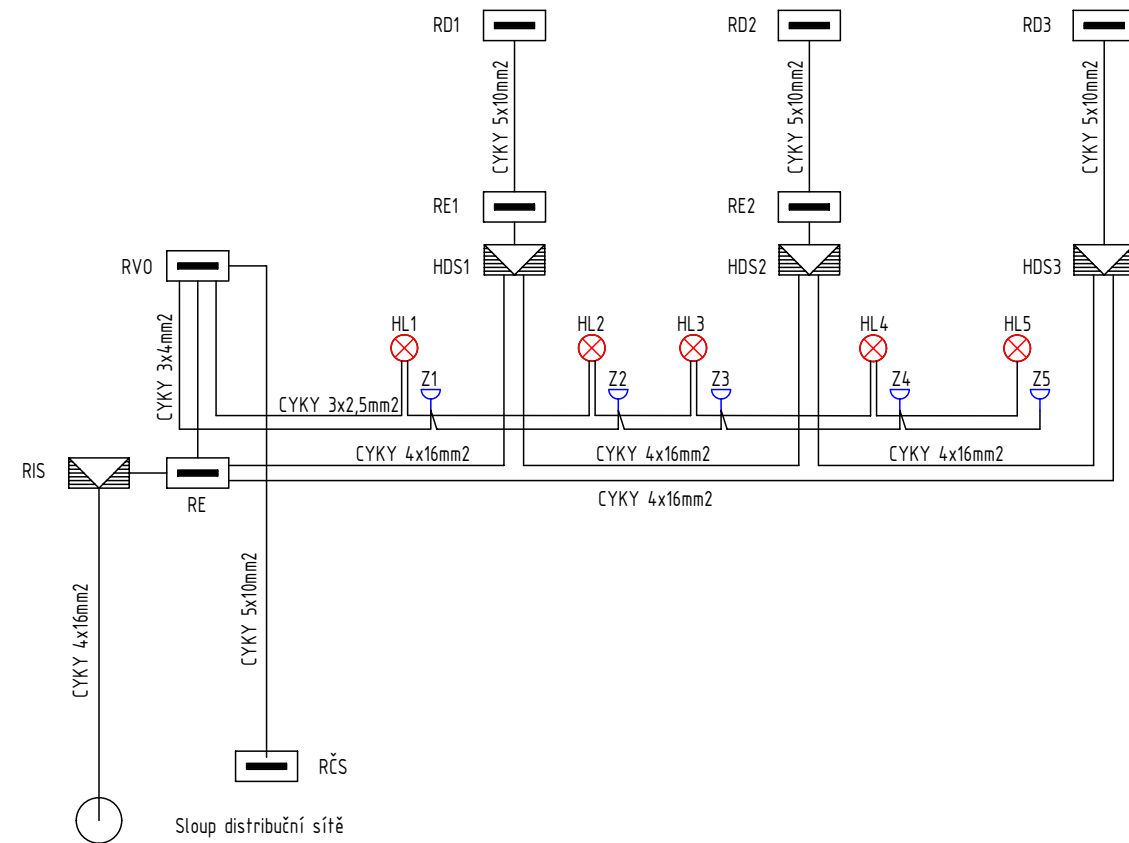 RD1
RD2
RD3
CYKY 5x10mm2
CYKY 5x10mm2
CYKY 5x10mm2
RE1
RE2
RVO
HDS1
HDS2
HDS3
HL1
HL2
HL3
HL4
HL5
CYKY 3x4mm2
Z1
Z2
Z3
Z4
Z5
CYKY 3x2,5mm2
CYKY 4x16mm2
CYKY 4x16mm2
CYKY 4x16mm2
RIS
RE
CYKY 4x16mm2
CYKY 4x16mm2
CYKY 5x10mm2
RČS
Sloup distribuční sítě